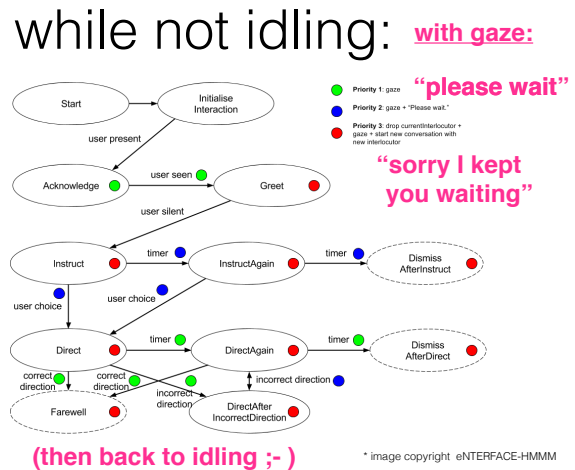 while not idling:
with gaze:
Priority 1: gaze
"please wait"
Priority 2: gaze + "Please wait."
Priority 3: drop currentInterlocutor +
gaze + start new conversation with
new interlocutor
"sorry I kept
you waiting"
Start
Initialise
Interaction
user present
Acknowledge
user seen
Greet
user silent
Instruct
timer
InstructAgain
timer
Dismiss
AfterInstruct
user choice
user choice
Direct
timer
DirectAgain
timer
Dismiss
AfterDirect
correct
direction
correct
direction
incorrect
direction
incorrect direction
Farewell
DirectAfter
IncorrectDirection
(then back to idling ;- )
* image copyright eNTERFACE-HMMM